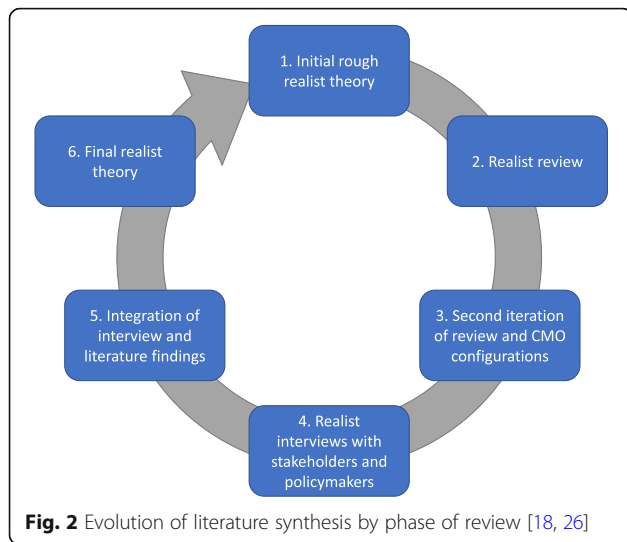 1. Initial rough
realist theory
2. Realist review
3. Second iteration
of review and CMO
configurations
4. Realist
interviews with
stakeholders and
policymakers
5. Integration of
interview and
literature findings
6. Final realist
theory
Fig. 2 Evolution of literature synthesis by phase of review [18, 26]